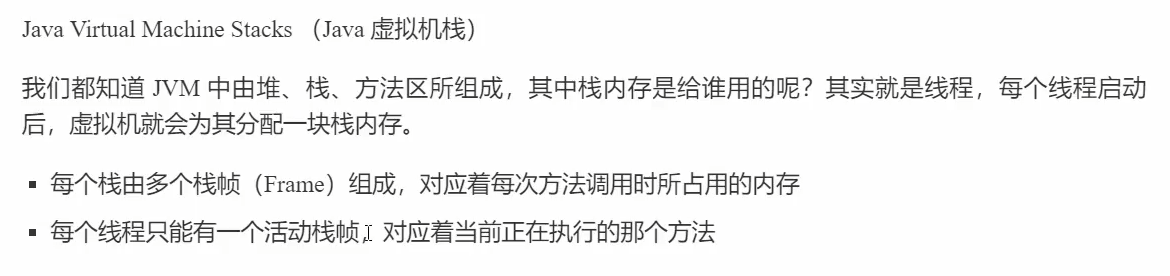 Java Virtual Machine Stacks （Java 虚拟机栈）
我们都知道 JVM 中由堆、栈、方法区所组成，其中栈内存是给谁用的呢？其实就是线程，每个线程启动
后，虚拟机就会为其分配一块栈内存。
▪ 每个栈由多个栈帧（Frame）组成，对应着每次方法调用时所占用的内存
▪ 每个线程只能有一个活动栈帧，对应着当前正在执行的那个方法